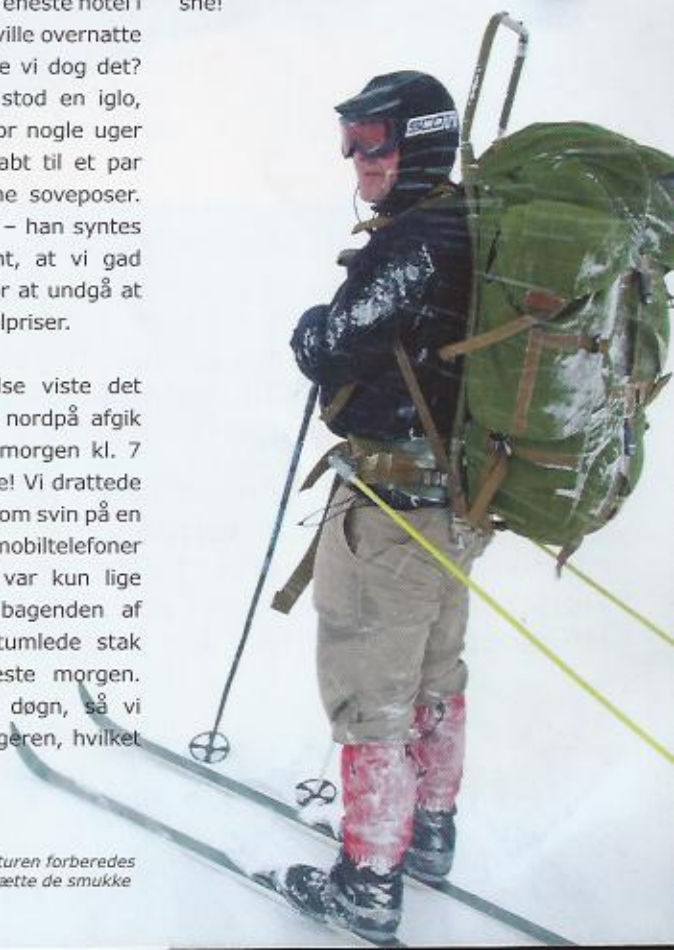 eneste hotel i
ville overnatte
e vi dog det?
stod en iglo,
or nogle uger
abt til et par
ne soveposer.
– han syntes
nt, at vi gad
r at undgå at
lpriser.
lse viste det
nordpå afgik
morgen kl. 7
e! Vi drattede
om svin på en
mobiltelefoner
var kun lige
bagenden af
tumlede stak
este morgen.
døgn, så vi
geren, hvilket
turen forberedes
ætte de smukke
sne!